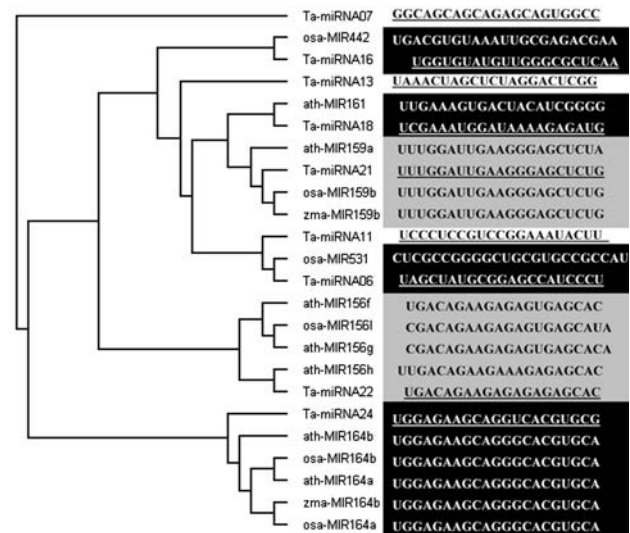 Ta-miRNA07 GGCAGCAGCAGAGCAGUGGCC
osa-MIR442 UGACGUGUAAAUUGCGAGACGAA
Ta-miRNA16 UGGUGUAUGUUGGGCGCUCAA
Ta-miRNA13 UAAACUAGCUCUAGGACUCGG
ath-MIR161 UUGAAAGUGACUACAUCGGGG
Ta-miRNA18 UCGAAAUGGAUAAAAGAGAUG
ath-MIR159a UUUGGAUUGAAGGGAGCUCUA
Ta-miRNA21 UUUGGAUUGAAGGGAGCUCUG
osa-MIR159b UUUGGAUUGAAGGGAGCUCUG
zma-MIR159b UUUGGAUUGAAGGGAGCUCUG
Ta-miRNA11 UCCCUCCGUCCGGAAAUACUU
osa-MIR531 CUCGCCGGGGCUGCGUGCCGCCAU
Ta-miRNA06 UAGCUAUGCGGAGCCAUCCCU
ath-MIR156f UGACAGAAGAGAGUGAGCAC
osa-MIR156l CGACAGAAGAGAGUGAGCAUA
ath-MIR156g CGACAGAAGAGAGUGAGCACA
ath-MIR156h UUGACAGAAGAAAGAGAGCAC
Ta-miRNA22 UGACAGAAGAGAGAGAGCAC
Ta-miRNA24 UGGAGAAGCAGGUCACGUGCG
ath-MIR164b UGGAGAAGCAGGGCACGUGCA
osa-MIR164b UGGAGAAGCAGGGCACGUGCA
ath-MIR164a UGGAGAAGCAGGGCACGUGCA
zma-MIR164b UGGAGAAGCAGGGCACGUGCA
osa-MIR164a UGGAGAAGCAGGGCACGUGCA